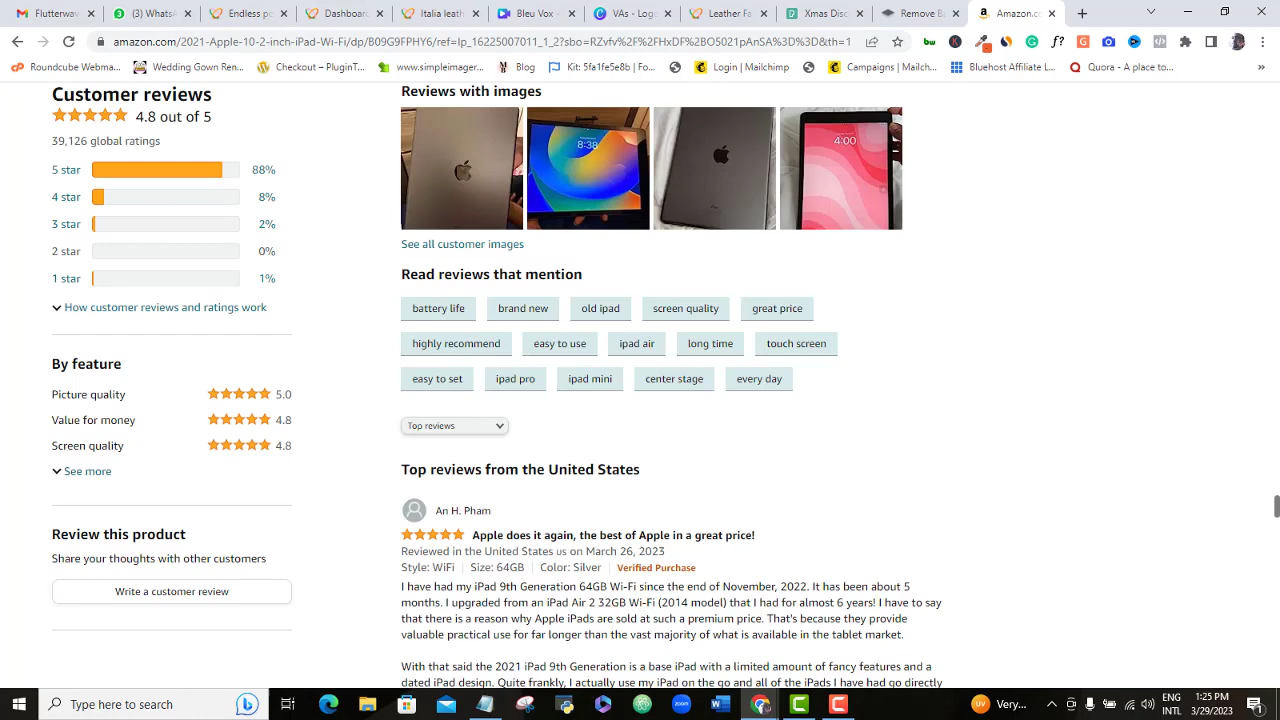 Flutterwav
(3) Whats
Endless po
Dashboard
Italia leath
Bleu Vide
VAs - Logo
Leather Fa
Xmas Disc
Remove B
Amazon.co
amazon.com/2021-Apple-10-2-inch-iPad-Wi-Fi/dp/B09G9FPHY6/ref=lp_16225007011_1_2?sbo=RZvfv%2F%2FHxDF%2BO5021pAnSA%3D%3D&th=1
Roundcube Webma...
Wedding Gown Ren...
Checkout – PluginT...
www.simpleimager...
Blog
Kit: 5fa1fe5e8b | Fo...
Login | Mailchimp
Campaigns | Mailch...
Bluehost Affiliate L...
Quora - A place to...
»
Customer reviews
4.8 out of 5
39,126 global ratings
5 star 88%
4 star 8%
3 star 2%
2 star 0%
1 star 1%
How customer reviews and ratings work
By feature
Picture quality 5.0
Value for money 4.8
Screen quality 4.8
See more
Review this product
Share your thoughts with other customers
Write a customer review
Reviews with images
8:38
4:00
See all customer images
Read reviews that mention
battery life brand new old ipad screen quality great price
highly recommend easy to use ipad air long time touch screen
easy to set ipad pro ipad mini center stage every day
Top reviews
Top reviews from the United States
An H. Pham
Apple does it again, the best of Apple in a great price!
Reviewed in the United States us on March 26, 2023
Style: WiFi Size: 64GB Color: Silver Verified Purchase
I have had my iPad 9th Generation 64GB Wi-Fi since the end of November, 2022. It has been about 5
months. I upgraded from an iPad Air 2 32GB Wi-Fi (2014 model) that I had for almost 6 years! I have to say
that there is a reason why Apple iPads are sold at such a premium price. That's because they provide
valuable practical use for far longer than the vast majority of what is available in the tablet market.
With that said the 2021 iPad 9th Generation is a base iPad with a limited amount of fancy features and a
dated iPad design. Quite frankly, I actually use my iPad on the go and all of the iPads I have had go directly
Type here to search
zoom
UV Very...
ENG
INTL
1:25 PM
3/29/2023